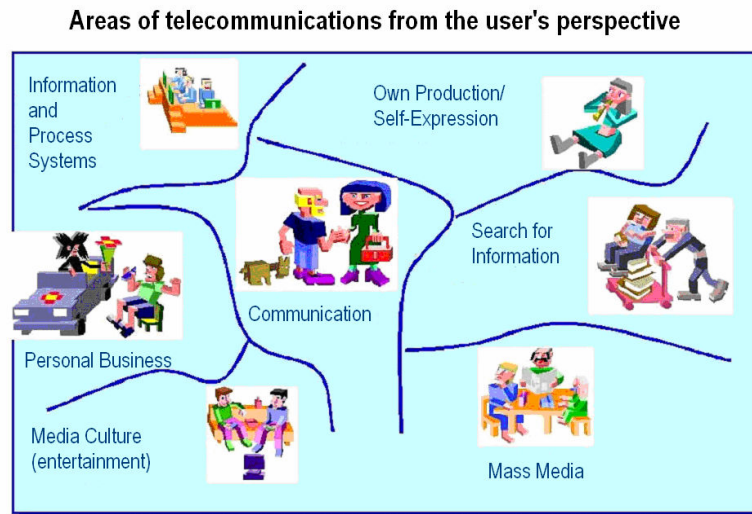 Areas of telecommunications from the user's perspective
Information
and
Process
Systems
Own Production/
Self-Expression
Search for
Information
Communication
Personal Business
Media Culture
(entertainment)
Mass Media